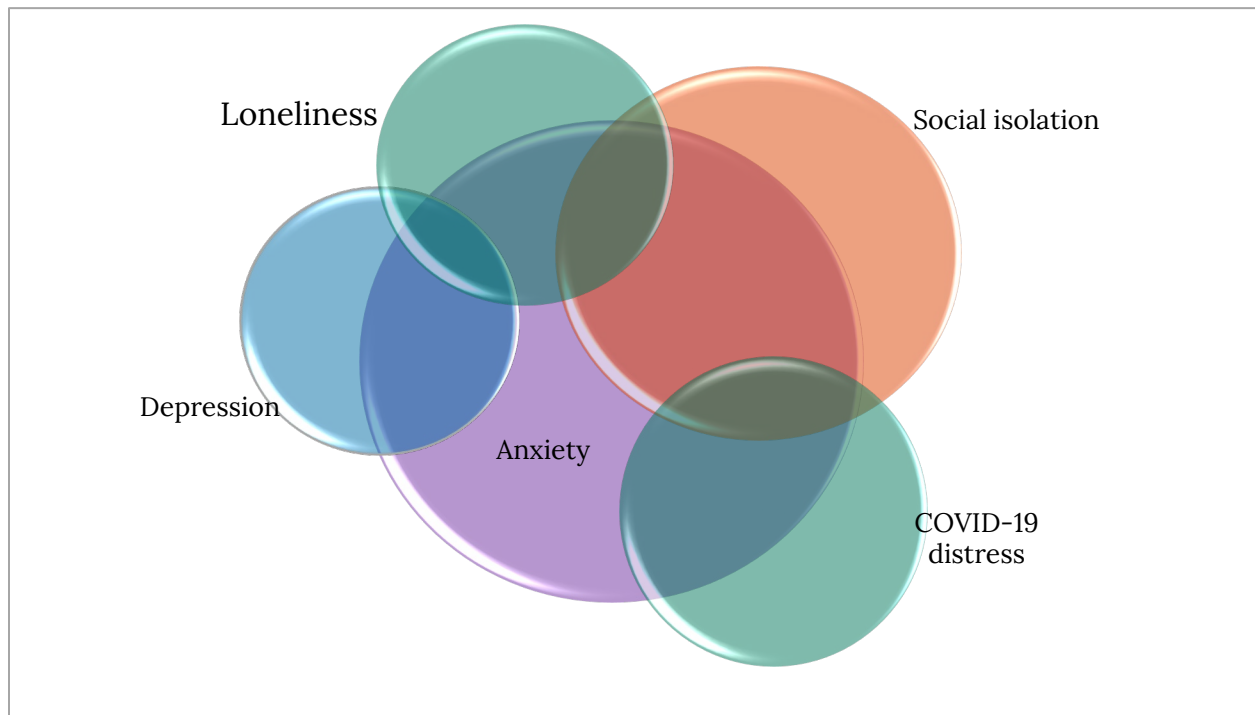 Loneliness
Social isolation
Depression
Anxiety
COVID-19
distress